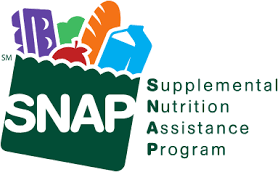 SM
SNAP
Supplemental
Nutrition
Assistance
Program